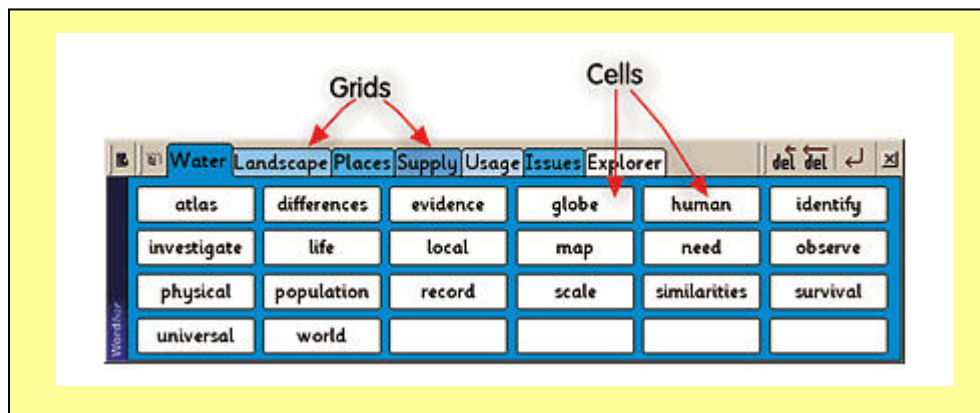 Grids
Cells
Water Landscape Places Supply Usage Issues Explorer del del
atlas differences evidence globe human identify
investigate life local map need observe
physical population record scale similarities survival
universal world
Wordbar